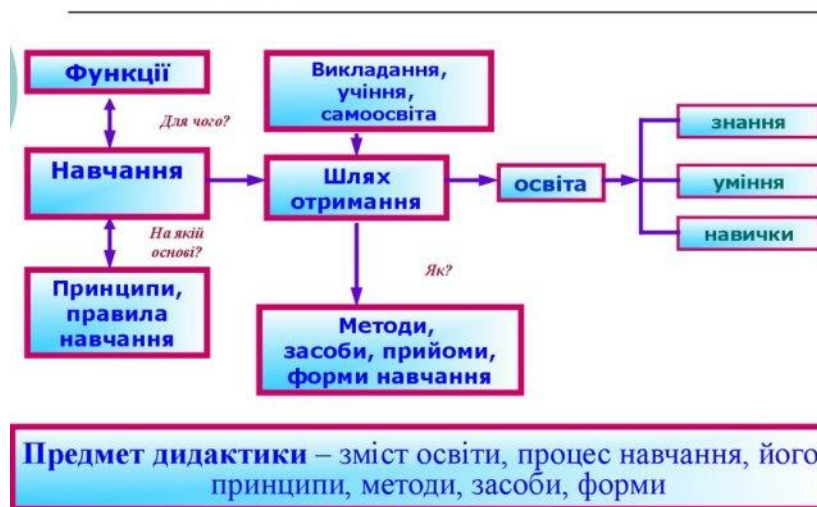 Функції
Для чого?
Навчання
На якій
основі?
Принципи,
правила
навчання
Викладання,
учіння,
самоосвіта
Шлях
отримання
Як?
Методи,
засоби, прийоми,
форми навчання
освіта
знання
уміння
навички
Предмет дидактики – зміст освіти, процес навчання, його
принципи, методи, засоби, форми